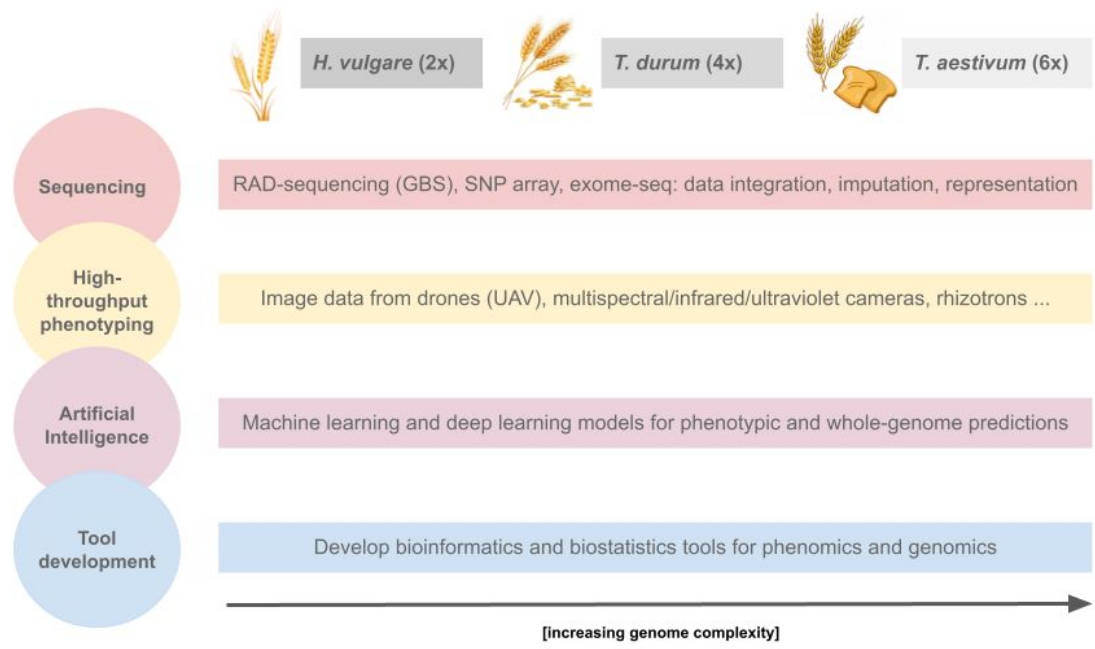 H. vulgare (2x)
T. durum (4x)
T. aestivum (6x)
Sequencing
RAD-sequencing (GBS), SNP array, exome-seq: data integration, imputation, representation
High-
throughput
phenotyping
Image data from drones (UAV), multispectral/infrared/ultraviolet cameras, rhizotrons ...
Artificial
Intelligence
Machine learning and deep learning models for phenotypic and whole-genome predictions
Tool
development
Develop bioinformatics and biostatistics tools for phenomics and genomics
[increasing genome complexity]